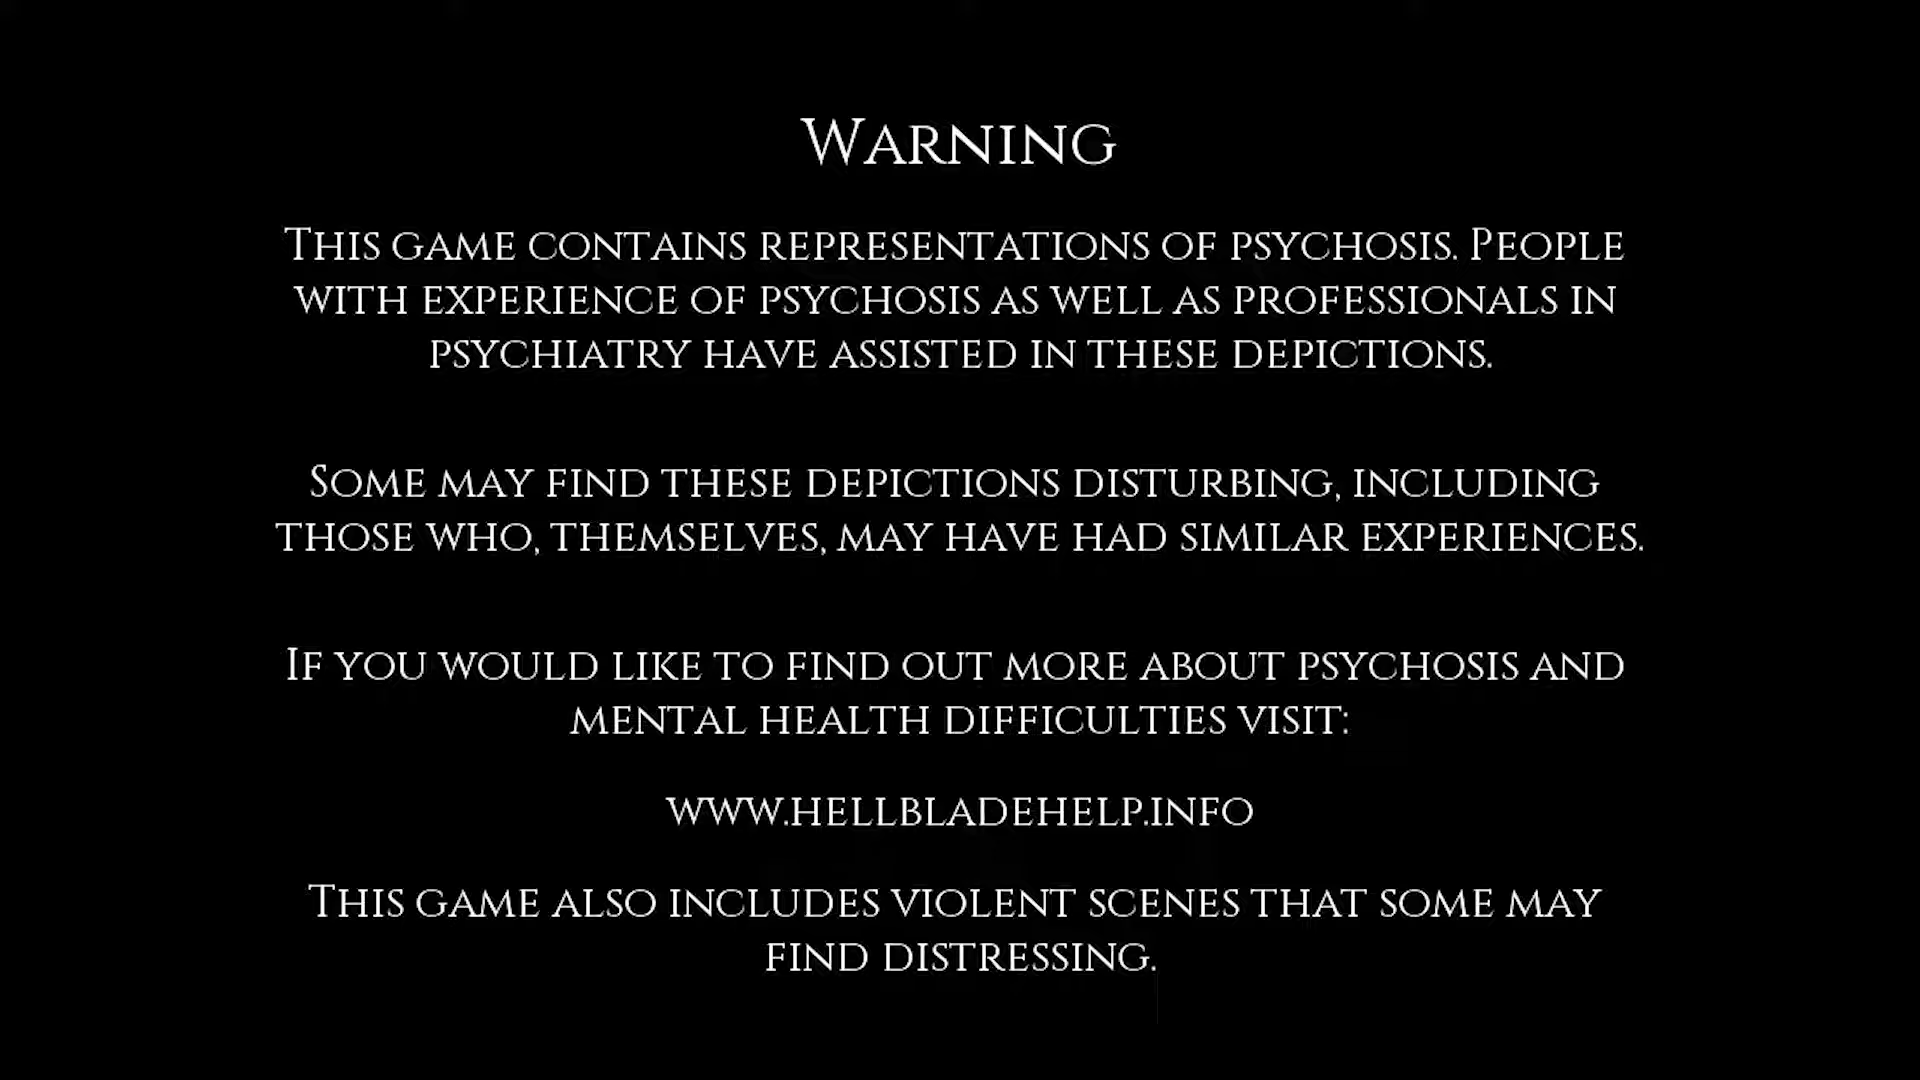 Warning
This game contains representations of psychosis. People
with experience of psychosis as well as professionals in
psychiatry have assisted in these depictions.
Some may find these depictions disturbing, including
those who, themselves, may have had similar experiences.
If you would like to find out more about psychosis and
mental health difficulties visit:
www.hellbladehelp.info
This game also includes violent scenes that some may
find distressing.